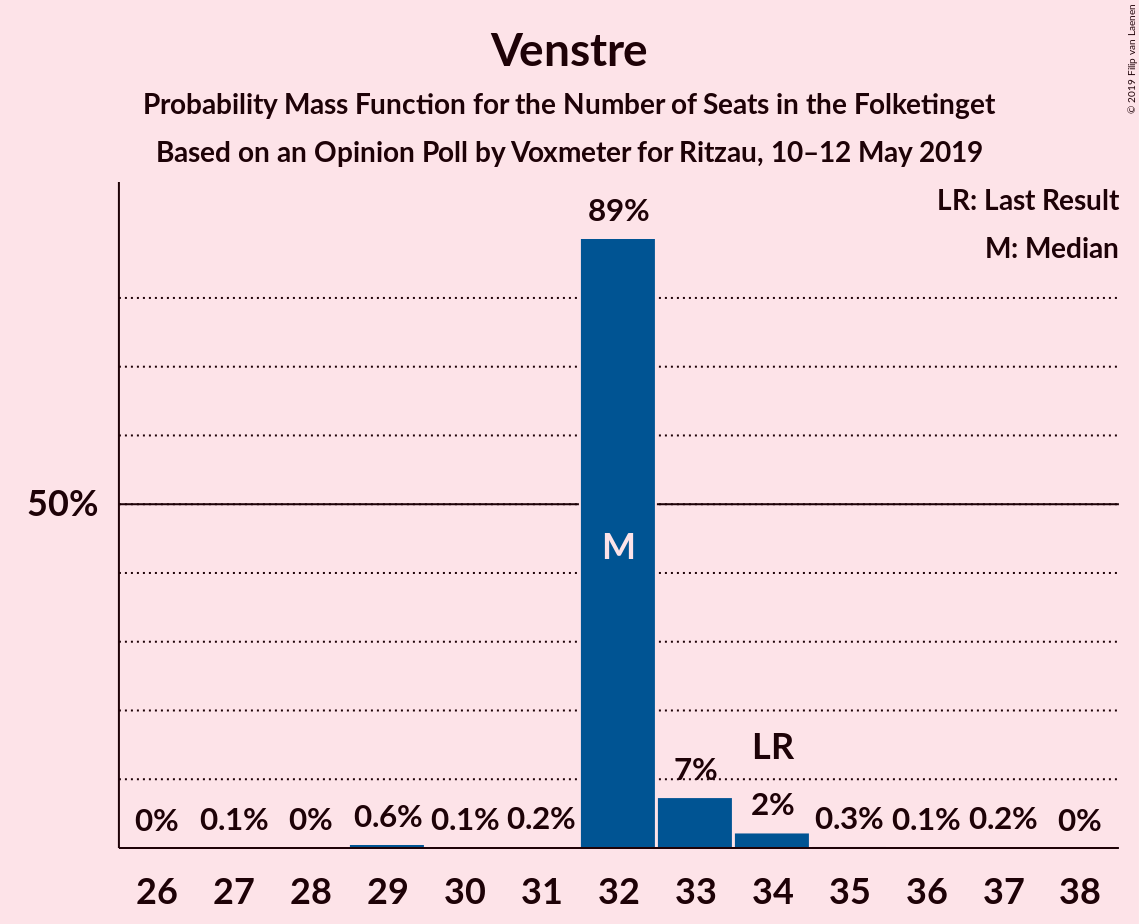 Venstre
Probability Mass Function for the Number of Seats in the Folketinget
Based on an Opinion Poll by Voxmeter for Ritzau, 10–12 May 2019
© 2019 Filip van Laenen
LR: Last Result
M: Median
89%
50%
M
LR
7%
2%
0% 0.1% 0% 0.6% 0.1% 0.2% 0.3% 0.1% 0.2% 0%
26 27 28 29 30 31 32 33 34 35 36 37 38